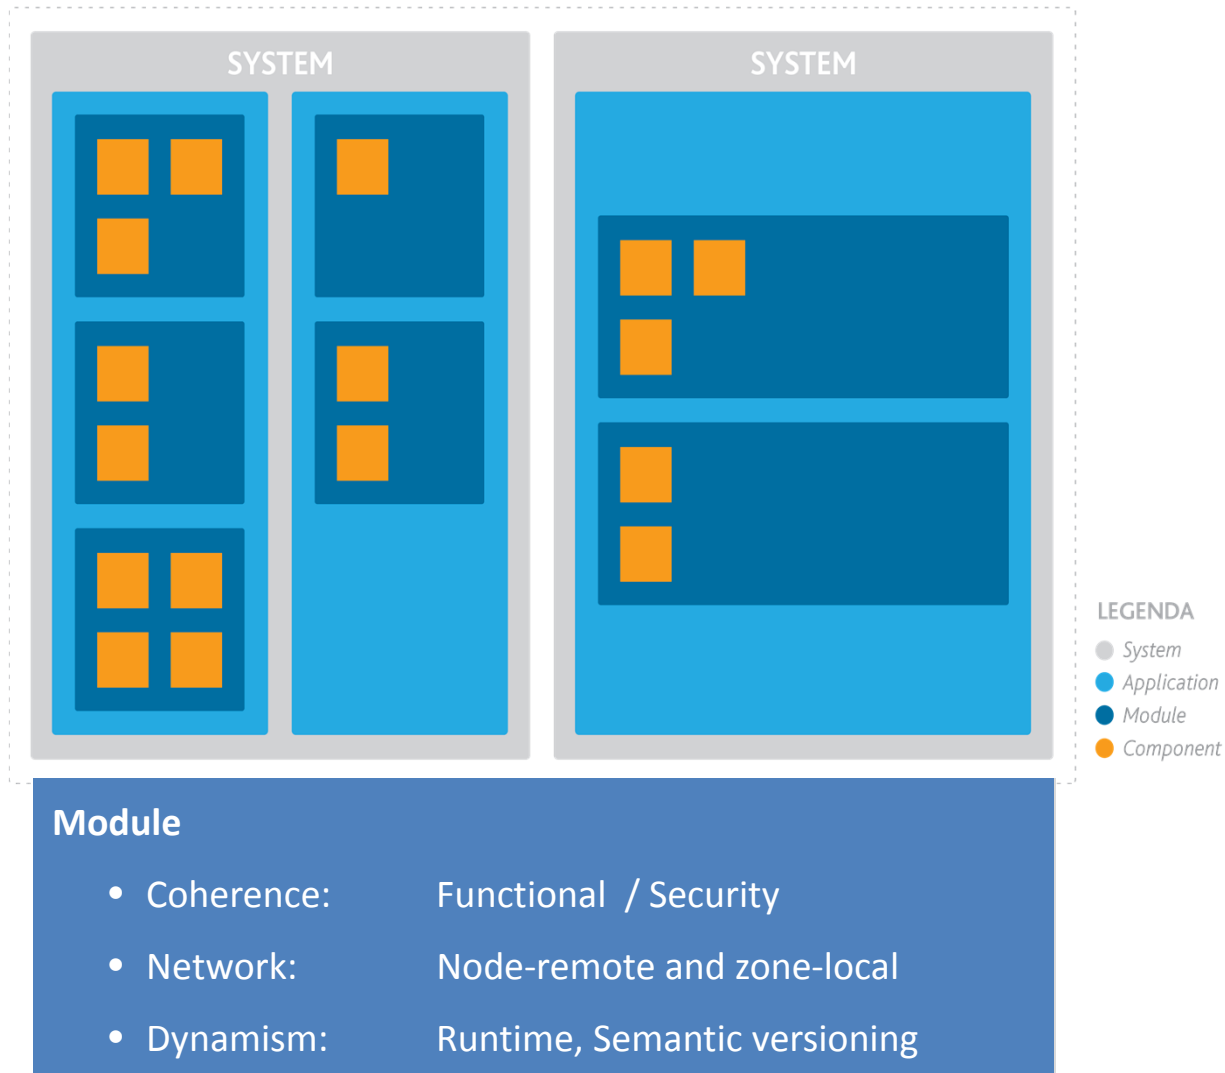 SYSTEM
SYSTEM
LEGENDA
System
Application
Module
Component
Module
• Coherence: Functional / Security
• Network: Node-remote and zone-local
• Dynamism: Runtime, Semantic versioning